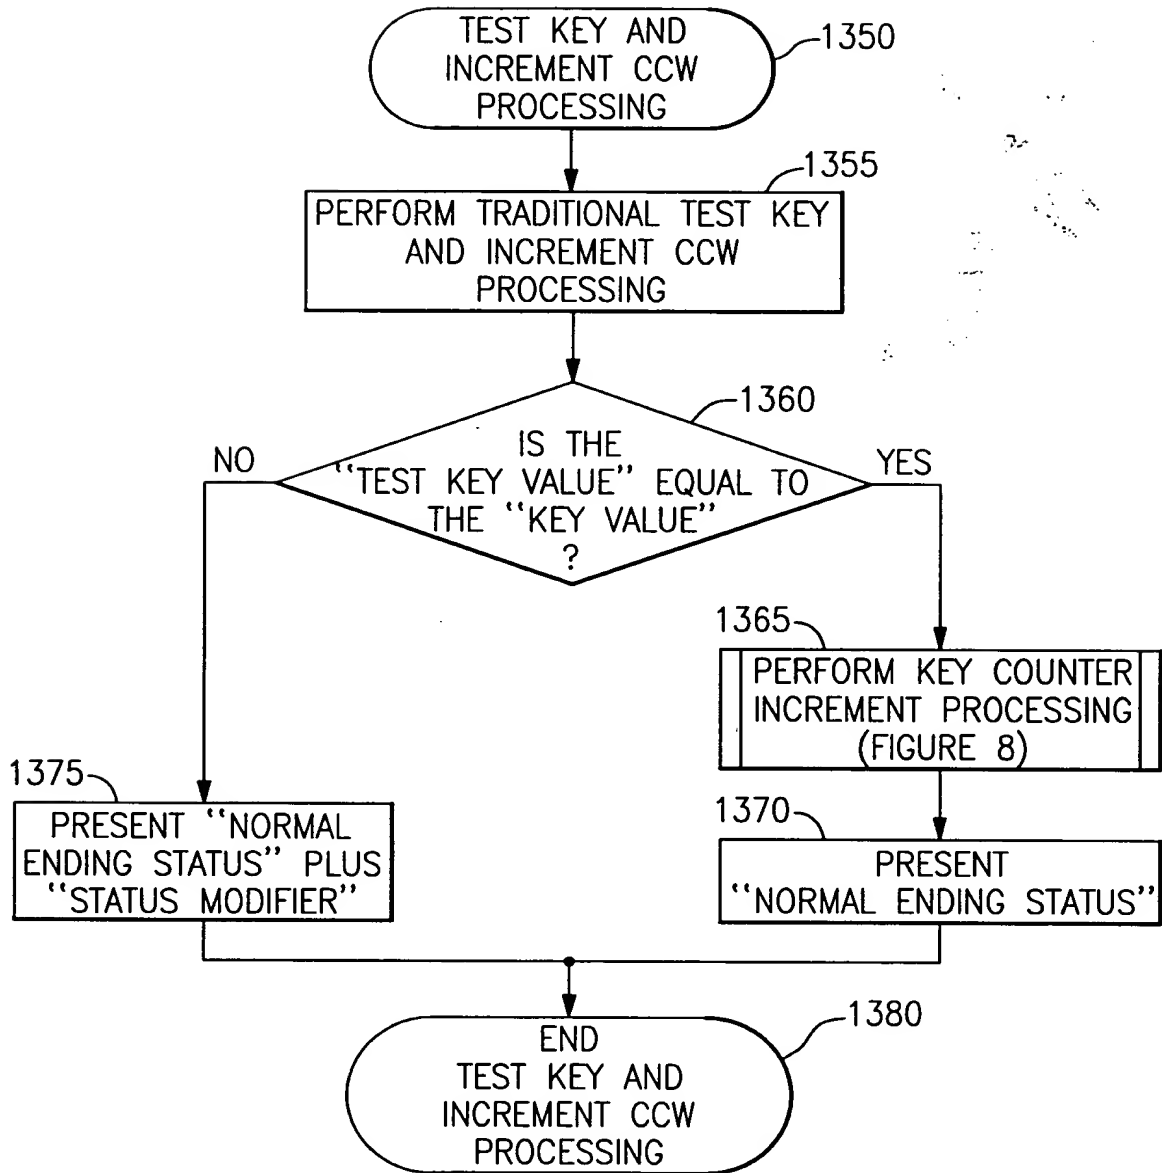 TEST KEY AND
INCREMENT CCW
PROCESSING
1350
1355
PERFORM TRADITIONAL TEST KEY
AND INCREMENT CCW
PROCESSING
1360
IS THE
"TEST KEY VALUE" EQUAL TO
THE "KEY VALUE"
?
NO
YES
1365
PERFORM KEY COUNTER
INCREMENT PROCESSING
(FIGURE 8)
1375
PRESENT "NORMAL
ENDING STATUS" PLUS
"STATUS MODIFIER"
1370
PRESENT
"NORMAL ENDING STATUS"
1380
END
TEST KEY AND
INCREMENT CCW
PROCESSING